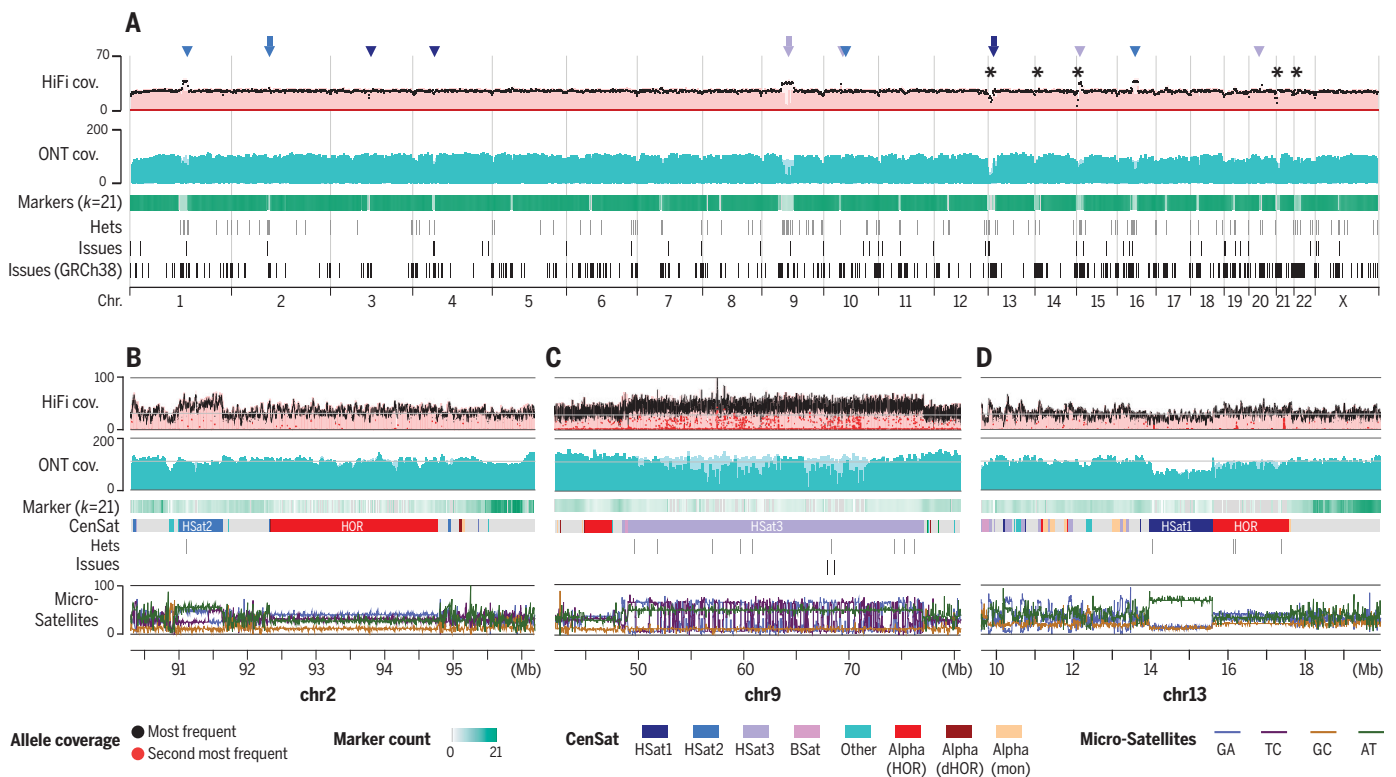 A
70
HiFi cov.
0
* * * * *
200
ONT cov.
0
Markers (k=21)
Hets
Issues
Issues (GRCh38)
Chr. 1 2 3 4 5 6 7 8 9 10 11 12 13 14 15 16 17 18 19 20 21 22 X
B C D
100
HiFi cov.
0
200
ONT cov.
0
Marker (k=21)
CenSat HSat2 HOR HSat3 HSat1 HOR
Hets
Issues
100
Micro-
Satellites
0
91 92 93 94 95 (Mb) 50 60 70 (Mb) 10 12 14 16 18 (Mb)
chr2 chr9 chr13
Allele coverage
Most frequent
Second most frequent
Marker count
0 21
CenSat
HSat1 HSat2 HSat3 BSat Other Alpha (HOR) Alpha (dHOR) Alpha (mon)
Micro-Satellites
GA TC GC AT